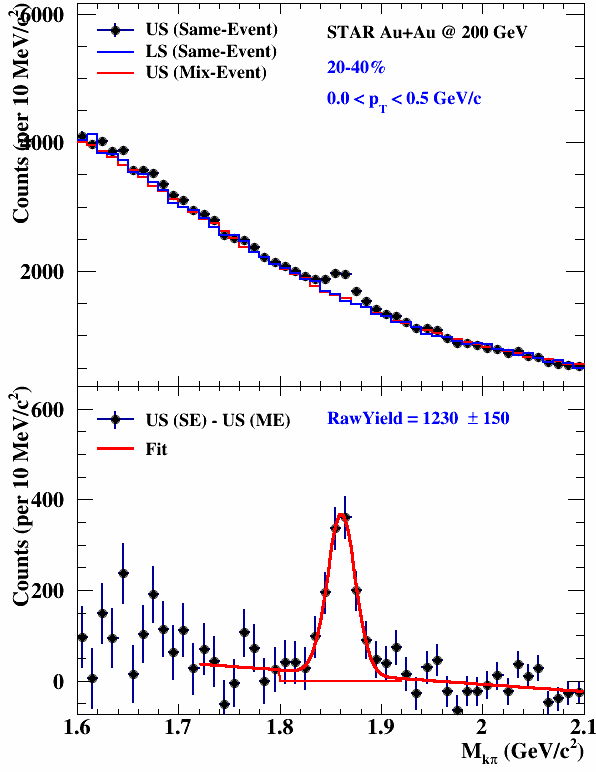 6000
4000
2000
Counts (per 10 MeV/c²)
US (Same-Event)
LS (Same-Event)
US (Mix-Event)
STAR Au+Au @ 200 GeV
20-40%
0.0 < p_T < 0.5 GeV/c
600
400
200
0
Counts (per 10 MeV/c²)
US (SE) - US (ME)
Fit
RawYield = 1230 ± 150
1.6 1.7 1.8 1.9 2 2.1
M_kπ (GeV/c²)